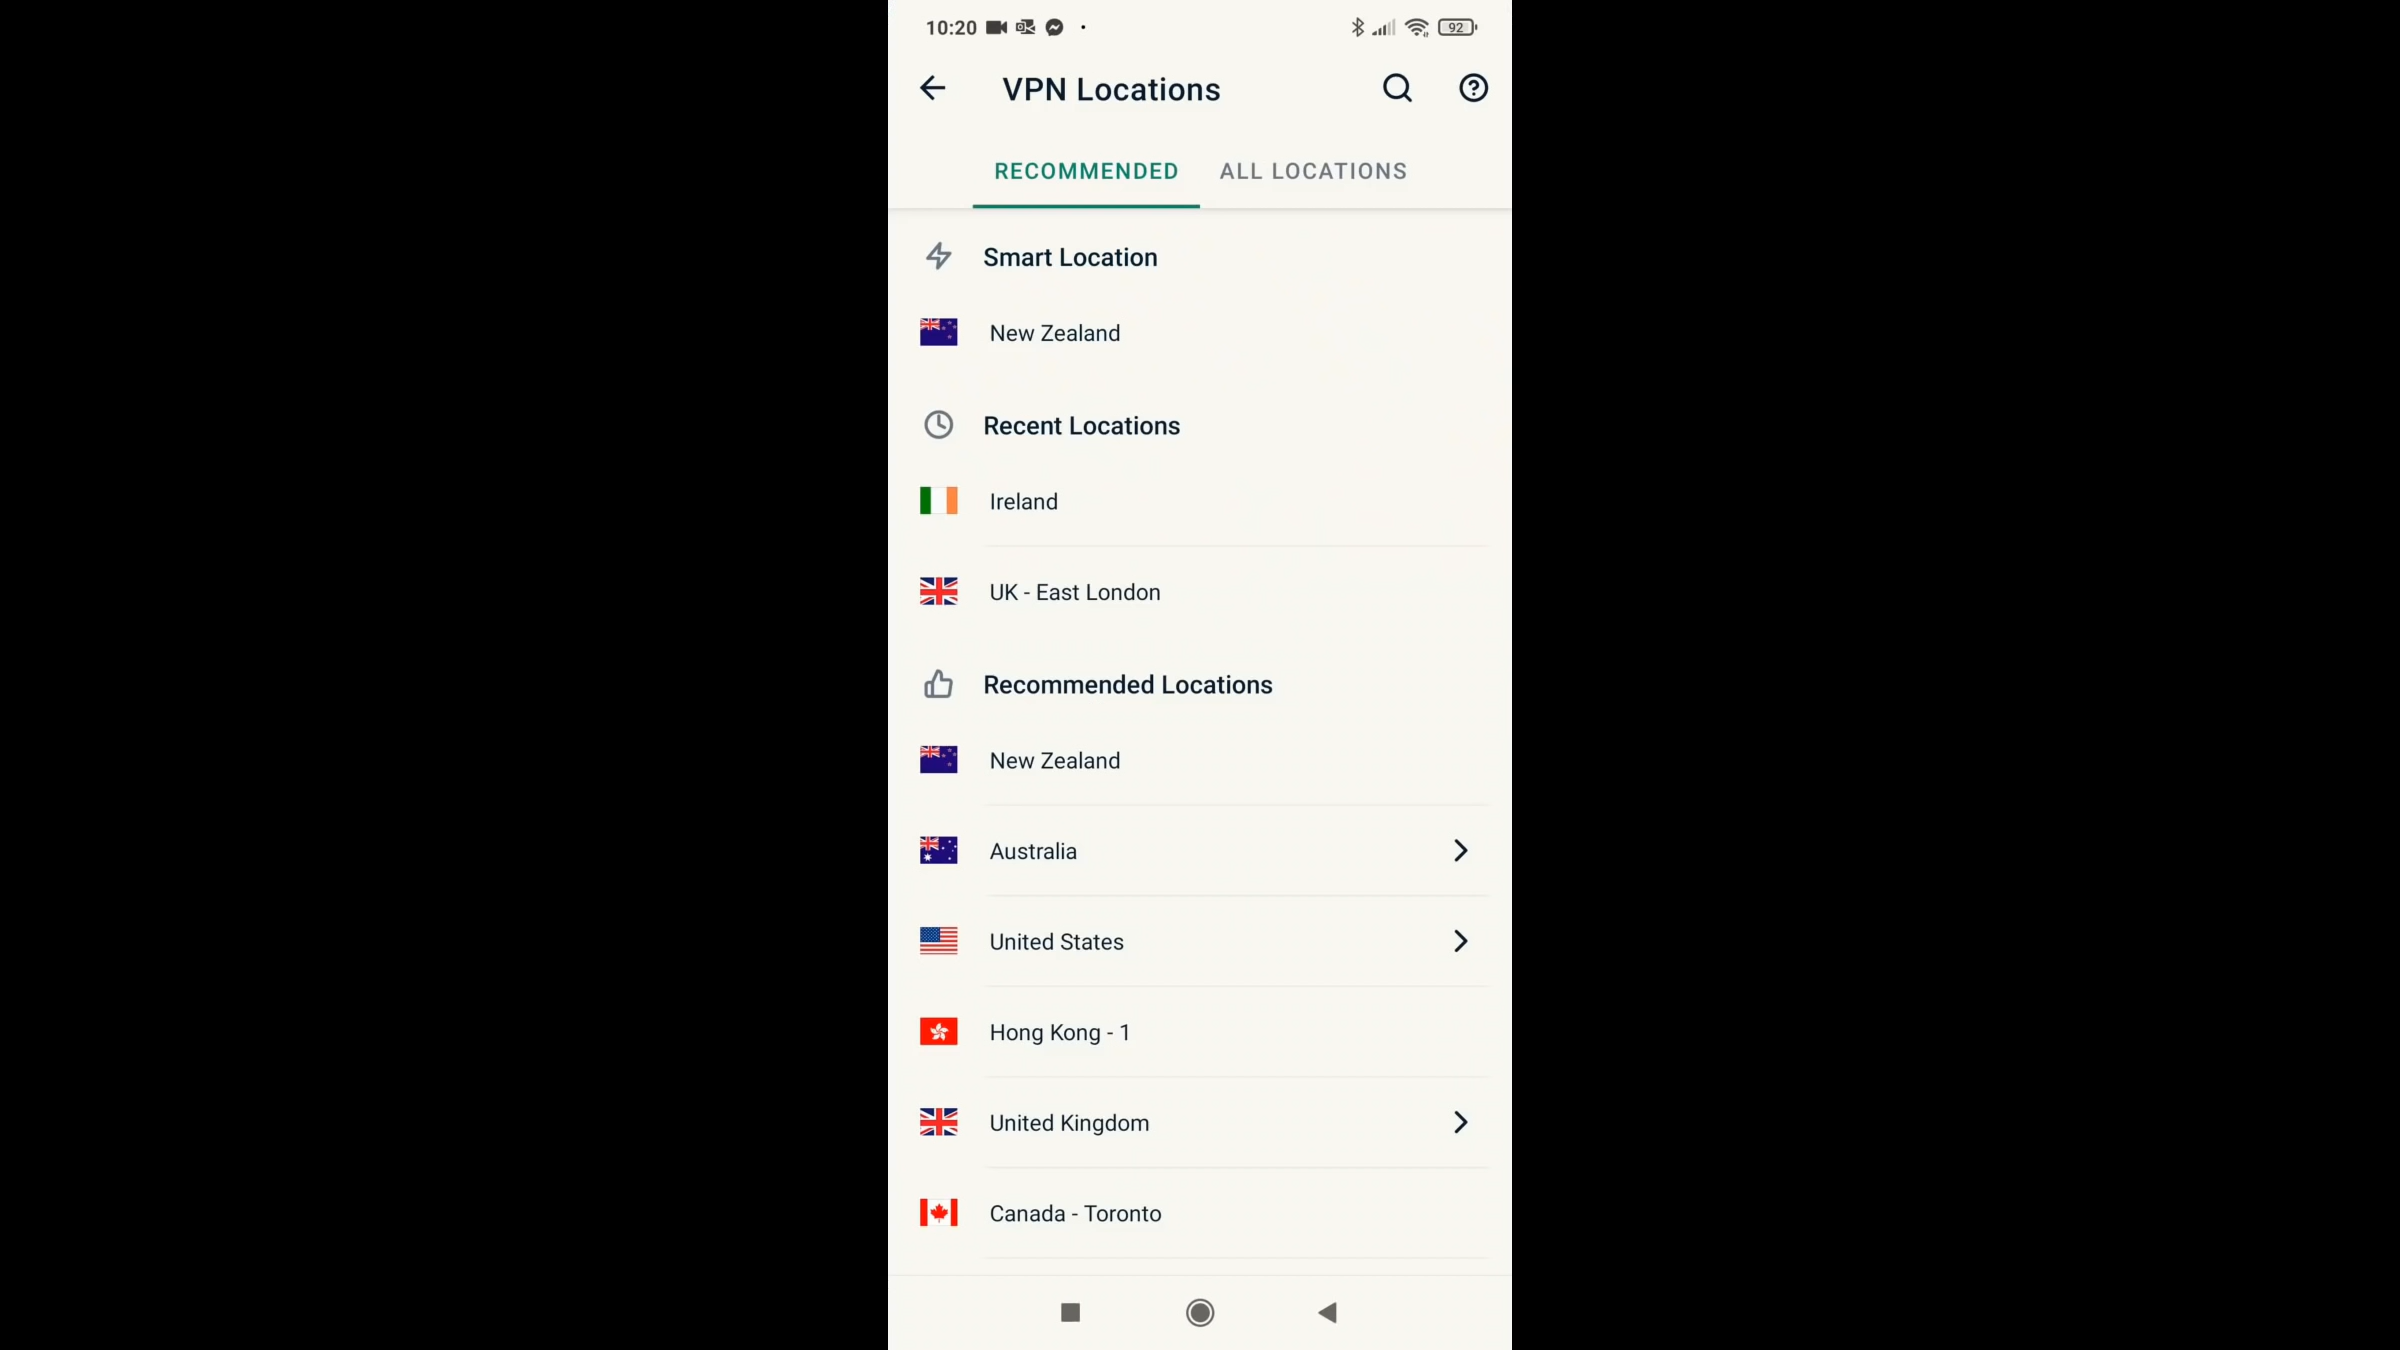 10:20
92
VPN Locations
RECOMMENDED ALL LOCATIONS
Smart Location
New Zealand
Recent Locations
Ireland
UK - East London
Recommended Locations
New Zealand
Australia
United States
Hong Kong - 1
United Kingdom
Canada - Toronto